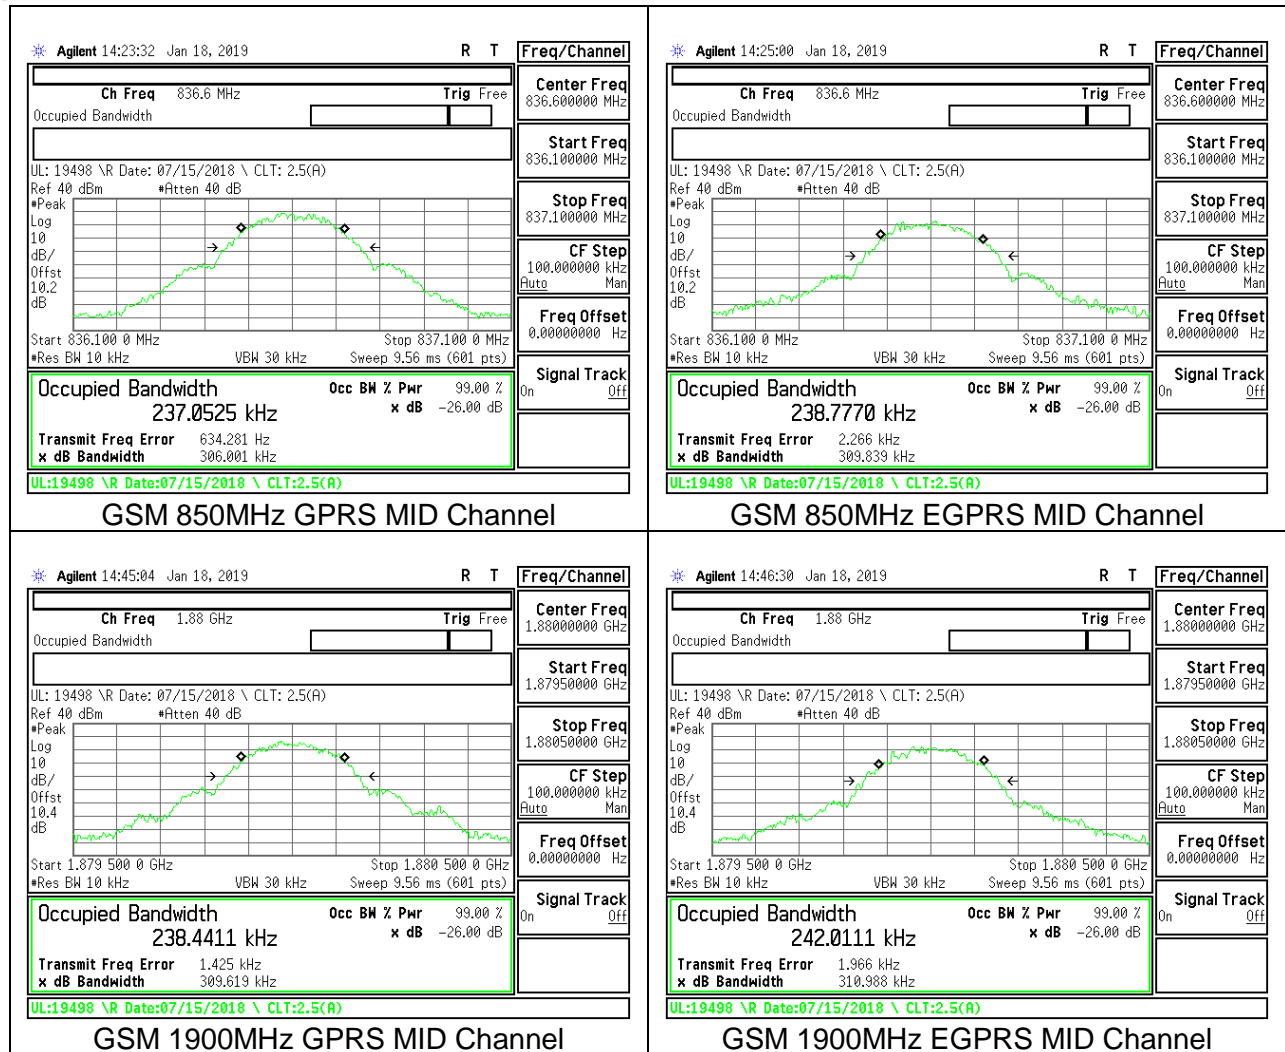 Agilent 14:23:32 Jan 18, 2019 R T Freq/Channel
Ch Freq 836.6 MHz Trig Free
Occupied Bandwidth
Center Freq
836.600000 MHz
Start Freq
836.100000 MHz
UL: 19498 \R Date: 07/15/2018 \ CLT: 2.5(A)
Ref 40 dBm #Atten 40 dB
#Peak
Log
10
dB/
Offst
10.2
dB
Stop Freq
837.100000 MHz
CF Step
100.000000 kHz
Auto Man
Freq Offset
0.00000000 Hz
Start 836.100 0 MHz Stop 837.100 0 MHz
#Res BW 10 kHz VBW 30 kHz Sweep 9.56 ms (601 pts)
Signal Track
On Off
Occupied Bandwidth Occ BW % Pwr 99.00 %
237.0525 kHz x dB -26.00 dB
Transmit Freq Error 634.281 Hz
x dB Bandwidth 306.001 kHz
UL:19498 \R Date:07/15/2018 \ CLT:2.5(A)
GSM 850MHz GPRS MID Channel
Agilent 14:25:00 Jan 18, 2019 R T Freq/Channel
Ch Freq 836.6 MHz Trig Free
Occupied Bandwidth
Center Freq
836.600000 MHz
Start Freq
836.100000 MHz
UL: 19498 \R Date: 07/15/2018 \ CLT: 2.5(A)
Ref 40 dBm #Atten 40 dB
#Peak
Log
10
dB/
Offst
10.2
dB
Stop Freq
837.100000 MHz
CF Step
100.000000 kHz
Auto Man
Freq Offset
0.00000000 Hz
Start 836.100 0 MHz Stop 837.100 0 MHz
#Res BW 10 kHz VBW 30 kHz Sweep 9.56 ms (601 pts)
Signal Track
On Off
Occupied Bandwidth Occ BW % Pwr 99.00 %
238.7770 kHz x dB -26.00 dB
Transmit Freq Error 2.266 kHz
x dB Bandwidth 309.839 kHz
UL:19498 \R Date:07/15/2018 \ CLT:2.5(A)
GSM 850MHz EGPRS MID Channel
Agilent 14:45:04 Jan 18, 2019 R T Freq/Channel
Ch Freq 1.88 GHz Trig Free
Occupied Bandwidth
Center Freq
1.88000000 GHz
Start Freq
1.87950000 GHz
UL: 19498 \R Date: 07/15/2018 \ CLT: 2.5(A)
Ref 40 dBm #Atten 40 dB
#Peak
Log
10
dB/
Offst
10.4
dB
Stop Freq
1.88050000 GHz
CF Step
100.000000 kHz
Auto Man
Freq Offset
0.00000000 Hz
Start 1.879 500 0 GHz Stop 1.880 500 0 GHz
#Res BW 10 kHz VBW 30 kHz Sweep 9.56 ms (601 pts)
Signal Track
On Off
Occupied Bandwidth Occ BW % Pwr 99.00 %
238.4411 kHz x dB -26.00 dB
Transmit Freq Error 1.425 kHz
x dB Bandwidth 309.619 kHz
UL:19498 \R Date:07/15/2018 \ CLT:2.5(A)
GSM 1900MHz GPRS MID Channel
Agilent 14:46:30 Jan 18, 2019 R T Freq/Channel
Ch Freq 1.88 GHz Trig Free
Occupied Bandwidth
Center Freq
1.88000000 GHz
Start Freq
1.87950000 GHz
UL: 19498 \R Date: 07/15/2018 \ CLT: 2.5(A)
Ref 40 dBm #Atten 40 dB
#Peak
Log
10
dB/
Offst
10.4
dB
Stop Freq
1.88050000 GHz
CF Step
100.000000 kHz
Auto Man
Freq Offset
0.00000000 Hz
Start 1.879 500 0 GHz Stop 1.880 500 0 GHz
#Res BW 10 kHz VBW 30 kHz Sweep 9.56 ms (601 pts)
Signal Track
On Off
Occupied Bandwidth Occ BW % Pwr 99.00 %
242.0111 kHz x dB -26.00 dB
Transmit Freq Error 1.966 kHz
x dB Bandwidth 310.988 kHz
UL:19498 \R Date:07/15/2018 \ CLT:2.5(A)
GSM 1900MHz EGPRS MID Channel